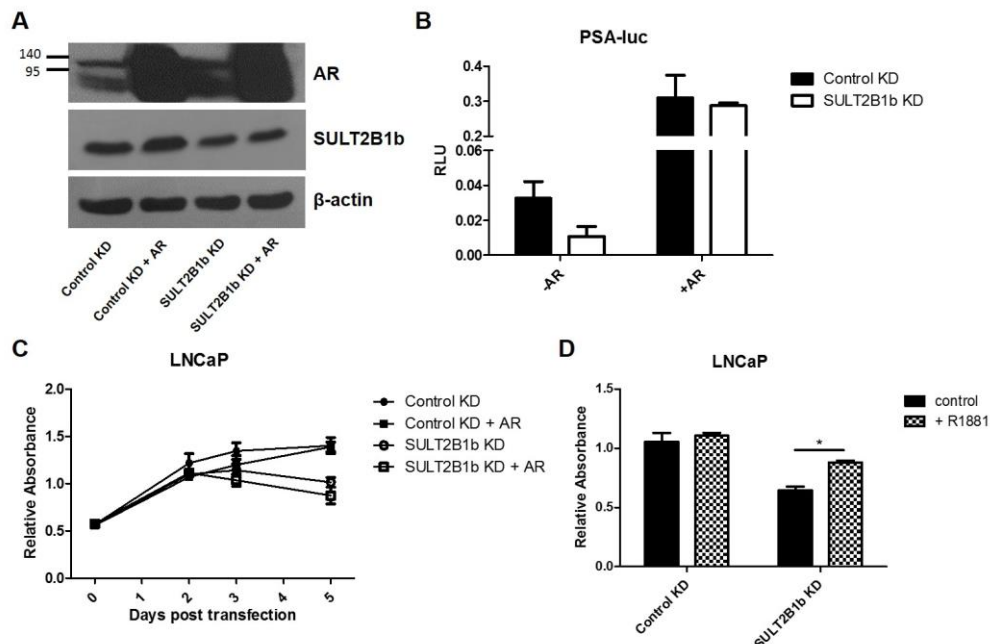 A
140
95
AR
SULT2B1b
β-actin
Control KD
Control KD + AR
SULT2B1b KD
SULT2B1b KD + AR
B
PSA-luc
0.4
0.3
0.2
0.06
0.04
0.02
0.00
RLU
-AR
+AR
Control KD
SULT2B1b KD
C
LNCaP
2.0
1.5
1.0
0.5
0.0
Relative Absorbance
0 1 2 3 4 5
Days post transfection
Control KD
Control KD + AR
SULT2B1b KD
SULT2B1b KD + AR
D
LNCaP
1.5
1.0
0.5
0.0
Relative Absorbance
*
Control KD
SULT2B1b KD
control
+ R1881